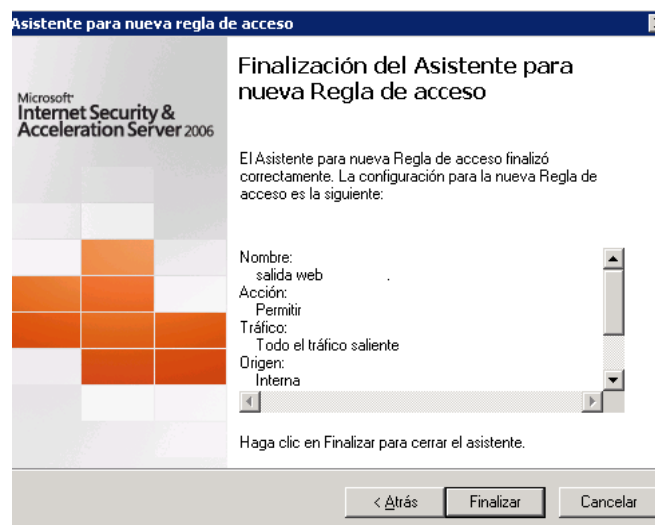 Asistente para nueva regla de acceso
Finalización del Asistente para
nueva Regla de acceso
Microsoft
Internet Security &
Acceleration Server 2006
El Asistente para nueva Regla de acceso finalizó
correctamente. La configuración para la nueva Regla de
acceso es la siguiente:
Nombre:
salida web .
Acción:
Permitir
Tráfico:
Todo el tráfico saliente
Origen:
Interna
Haga clic en Finalizar para cerrar el asistente.
< Atrás
Finalizar
Cancelar